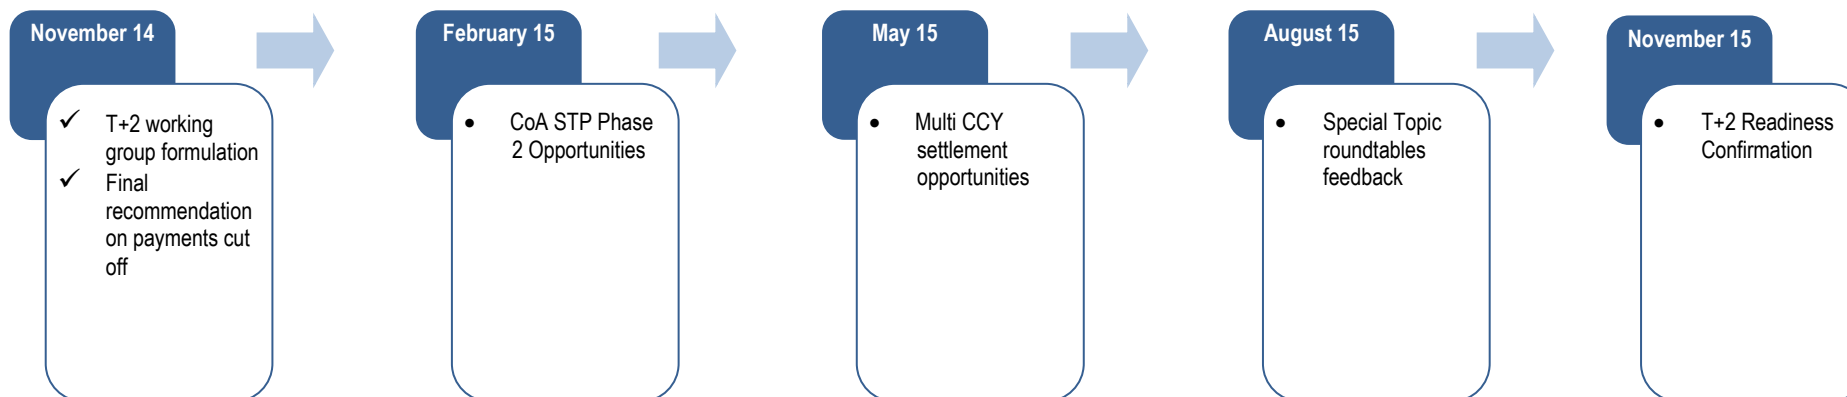 November 14
✓ T+2 working
group formulation
✓ Final
recommendation
on payments cut
off
February 15
• CoA STP Phase
2 Opportunities
May 15
• Multi CCY
settlement
opportunities
August 15
• Special Topic
roundtables
feedback
November 15
• T+2 Readiness
Confirmation